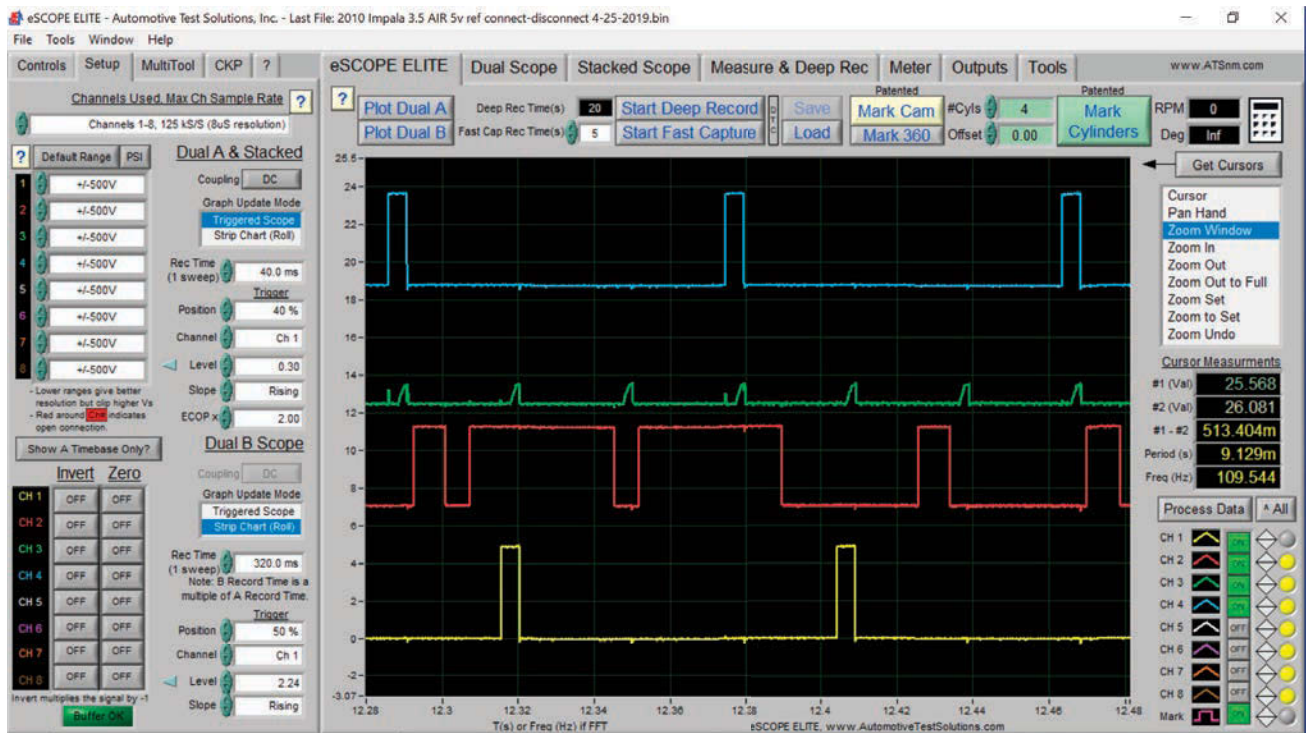 eSCOPE ELITE - Automotive Test Solutions, Inc. - Last File: 2010 Impala 3.5 AIR 5v ref connect-disconnect 4-25-2019.bin
File Tools Window Help
Controls Setup MultiTool CKP ?
eSCOPE ELITE Dual Scope Stacked Scope Measure & Deep Rec Meter Outputs Tools www.ATSnm.com
Channels Used, Max Ch Sample Rate ?
Channels 1-8, 125 kS/S (8uS resolution)
? Default Range PSI
1 +/-500V
2 +/-500V
3 +/-500V
4 +/-500V
5 +/-500V
6 +/-500V
7 +/-500V
8 +/-500V
- Lower ranges give better
resolution but clip higher Vs
- Red around Ch# indicates
open connection.
Show A Timebase Only?
Invert Zero
CH 1 OFF OFF
CH 2 OFF OFF
CH 3 OFF OFF
CH 4 OFF OFF
CH 5 OFF OFF
CH 6 OFF OFF
CH 7 OFF OFF
CH 8 OFF OFF
Invert multiplies the signal by -1
Buffer OK
Dual A & Stacked
Coupling DC
Graph Update Mode
Triggered Scope
Strip Chart (Roll)
Rec Time
(1 sweep) 40.0 ms
Trigger
Position 40 %
Channel Ch 1
Level 0.30
Slope Rising
ECOP x 2.00
Dual B Scope
Coupling DC
Graph Update Mode
Triggered Scope
Strip Chart (Roll)
Rec Time
(1 sweep) 320.0 ms
Note: B Record Time is a
multiple of A Record Time.
Trigger
Position 50 %
Channel Ch 1
Level 2.24
Slope Rising
?
Plot Dual A
Plot Dual B
Deep Rec Time(s) 20
Fast Cap Rec Time(s) 5
Start Deep Record
Start Fast Capture
DTC
Save
Load
Patented
Mark Cam
Mark 360
#Cyls 4
Offset 0.00
Patented
Mark
Cylinders
RPM 0
Deg Inf
26.5
24
22
20
18
16
14
12
10
8
6
4
2
0
-2
-3.07
12.28 12.3 12.32 12.34 12.36 12.38 12.4 12.42 12.44 12.46 12.48
T(s) or Freq (Hz) if FFT
eSCOPE ELITE, www.AutomotiveTestSolutions.com
Get Cursors
Cursor
Pan Hand
Zoom Window
Zoom In
Zoom Out
Zoom Out to Full
Zoom Set
Zoom to Set
Zoom Undo
Cursor Measurments
#1 (Val) 25.568
#2 (Val) 26.081
#1 - #2 513.404m
Period (s) 9.129m
Freq (Hz) 109.544
Process Data ^ All
CH 1 ON
CH 2 ON
CH 3 ON
CH 4 ON
CH 5 OFF
CH 6 OFF
CH 7 OFF
CH 8 OFF
Mark ON